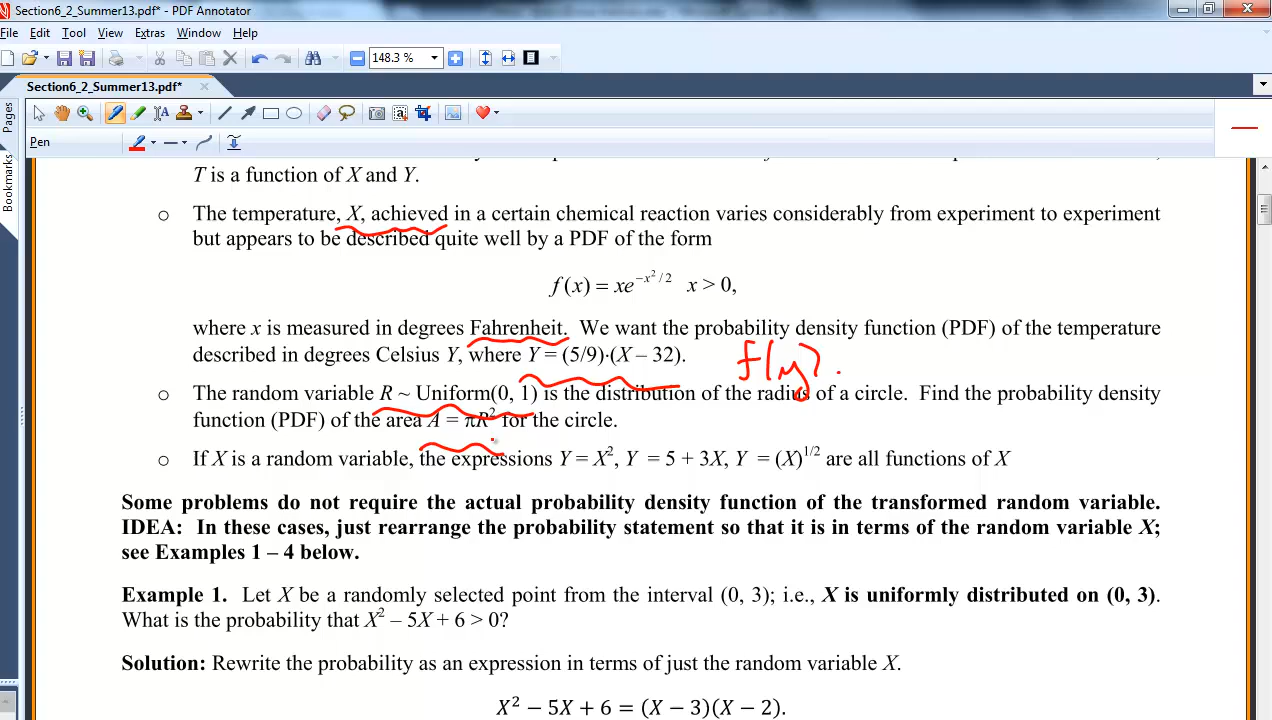 Section6_2_Summer13.pdf* - PDF Annotator
File Edit Tool View Extras Window Help
148.3 %
Section6_2_Summer13.pdf*
Pages
Bookmarks
Pen
T is a function of X and Y.
o The temperature, X, achieved in a certain chemical reaction varies considerably from experiment to experiment
but appears to be described quite well by a PDF of the form
f(x) = xe^{−x²/2} x > 0,
where x is measured in degrees Fahrenheit. We want the probability density function (PDF) of the temperature
described in degrees Celsius Y, where Y = (5/9)·(X – 32).
f(y)?
o The random variable R ~ Uniform(0, 1) is the distribution of the radius of a circle. Find the probability density
function (PDF) of the area A = πR² for the circle.
o If X is a random variable, the expressions Y = X², Y = 5 + 3X, Y = (X)^{1/2} are all functions of X
Some problems do not require the actual probability density function of the transformed random variable.
IDEA: In these cases, just rearrange the probability statement so that it is in terms of the random variable X;
see Examples 1 – 4 below.
Example 1. Let X be a randomly selected point from the interval (0, 3); i.e., X is uniformly distributed on (0, 3).
What is the probability that X² – 5X + 6 > 0?
Solution: Rewrite the probability as an expression in terms of just the random variable X.
X² − 5X + 6 = (X − 3)(X − 2).